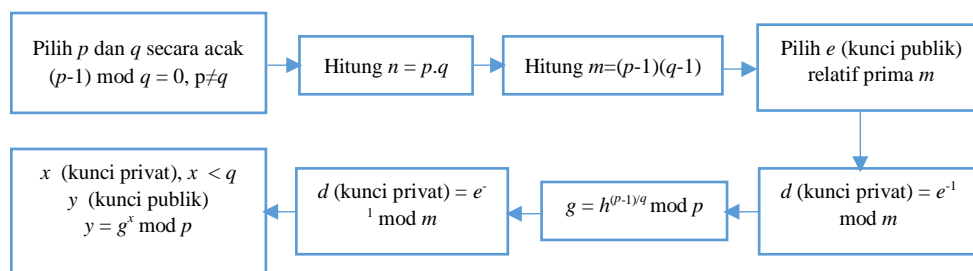 Pilih p dan q secara acak
(p-1) mod q = 0, p≠q
Hitung n = p.q
Hitung m=(p-1)(q-1)
Pilih e (kunci publik)
relatif prima m
d (kunci privat) = e⁻¹
mod m
g = h⁽ᵖ⁻¹⁾/q mod p
d (kunci privat) = e⁻
¹ mod m
x (kunci privat), x < q
y (kunci publik)
y = gˣ mod p